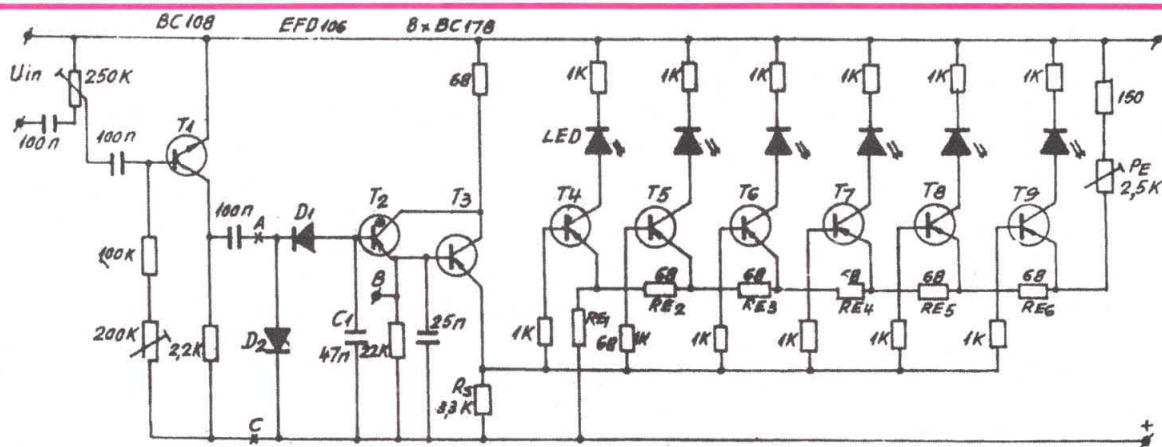 BC108 EFD106 8xBC178
Uin
250K
100n
100n
T1
100K
200K
2,2K
100n
A
D1
D2
C
T2
T3
B
C1
47n
22K
25n
68
RS
3,3K
1K 1K 1K 1K 1K 1K
LED
T4 T5 T6 T7 T8 T9
150
PE
2,5K
68 68 68 68 68
RE2 RE3 RE4 RE5 RE6
RE1
68
1K 1K 1K 1K 1K 1K
+